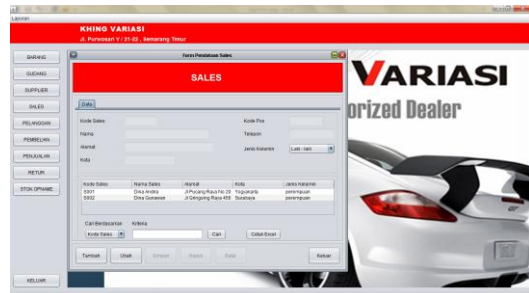 Laporan
KHING VARIASI
Jl. Purwosari V / 21-22 , Semarang Timur
BARANG
GUDANG
SUPPLIER
SALES
PELANGGAN
PEMBELIAN
PENJUALAN
RETUR
STOK OPNAME
KELUAR
Form Pendataan Sales
SALES
Data
Kode Sales
Kode Pos
Nama
Telepon
Alamat
Jenis Kelamin
Laki - laki
Kota
Kode Sales Nama Sales Alamat Kota Jenis Kelamin
S001 Dina Andra Jl Pucang Raya No 20 Yogyakarta perempuan
S002 Dina Gunawan Jl Gringsing Raya 456 Surabaya perempuan
Cari Berdasarkan Kriteria
Kode Sales Cari Cetak Excel
Tambah Ubah Simpan Hapus Batal Keluar
VARIASI
orized Dealer